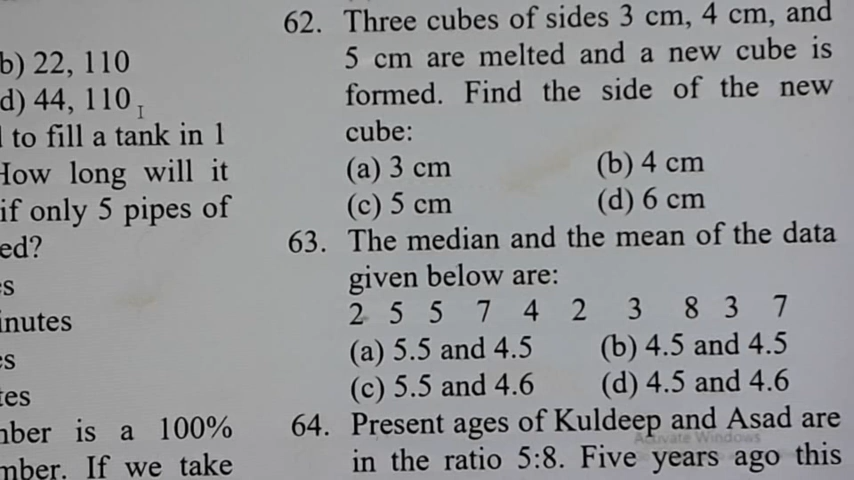 b) 22, 110
d) 44, 110
to fill a tank in 1
How long will it
if only 5 pipes of
ed?
es
inutes
es
tes
mber is a 100%
mber. If we take
62. Three cubes of sides 3 cm, 4 cm, and
5 cm are melted and a new cube is
formed. Find the side of the new
cube:
(a) 3 cm (b) 4 cm
(c) 5 cm (d) 6 cm
63. The median and the mean of the data
given below are:
2 5 5 7 4 2 3 8 3 7
(a) 5.5 and 4.5 (b) 4.5 and 4.5
(c) 5.5 and 4.6 (d) 4.5 and 4.6
64. Present ages of Kuldeep and Asad are
Activate Windows
in the ratio 5:8. Five years ago this